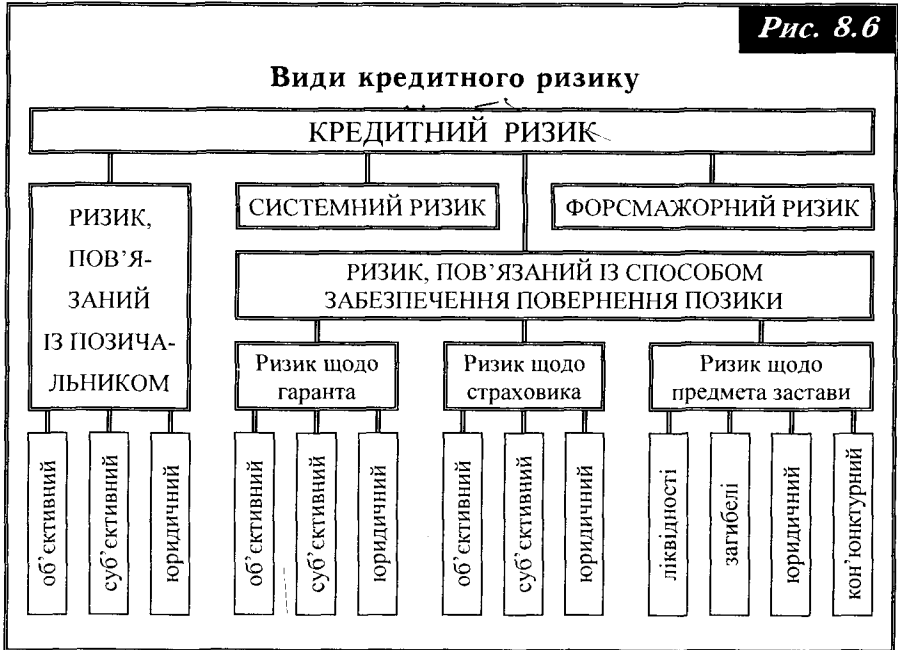 Рис. 8.6
Види кредитного ризику
КРЕДИТНИЙ РИЗИК
РИЗИК,
ПОВ’Я-
ЗАНИЙ
ІЗ ПОЗИЧА-
ЛЬНИКОМ
СИСТЕМНИЙ РИЗИК
ФОРСМАЖОРНИЙ РИЗИК
РИЗИК, ПОВ’ЯЗАНИЙ ІЗ СПОСОБОМ
ЗАБЕЗПЕЧЕННЯ ПОВЕРНЕННЯ ПОЗИКИ
Ризик щодо
гаранта
Ризик щодо
страховика
Ризик щодо
предмета застави
об’єктивний
суб’єктивний
юридичний
об’єктивний
суб’єктивний
юридичний
об’єктивний
суб’єктивний
юридичний
ліквідності
загибелі
юридичний
кон’юнктурний